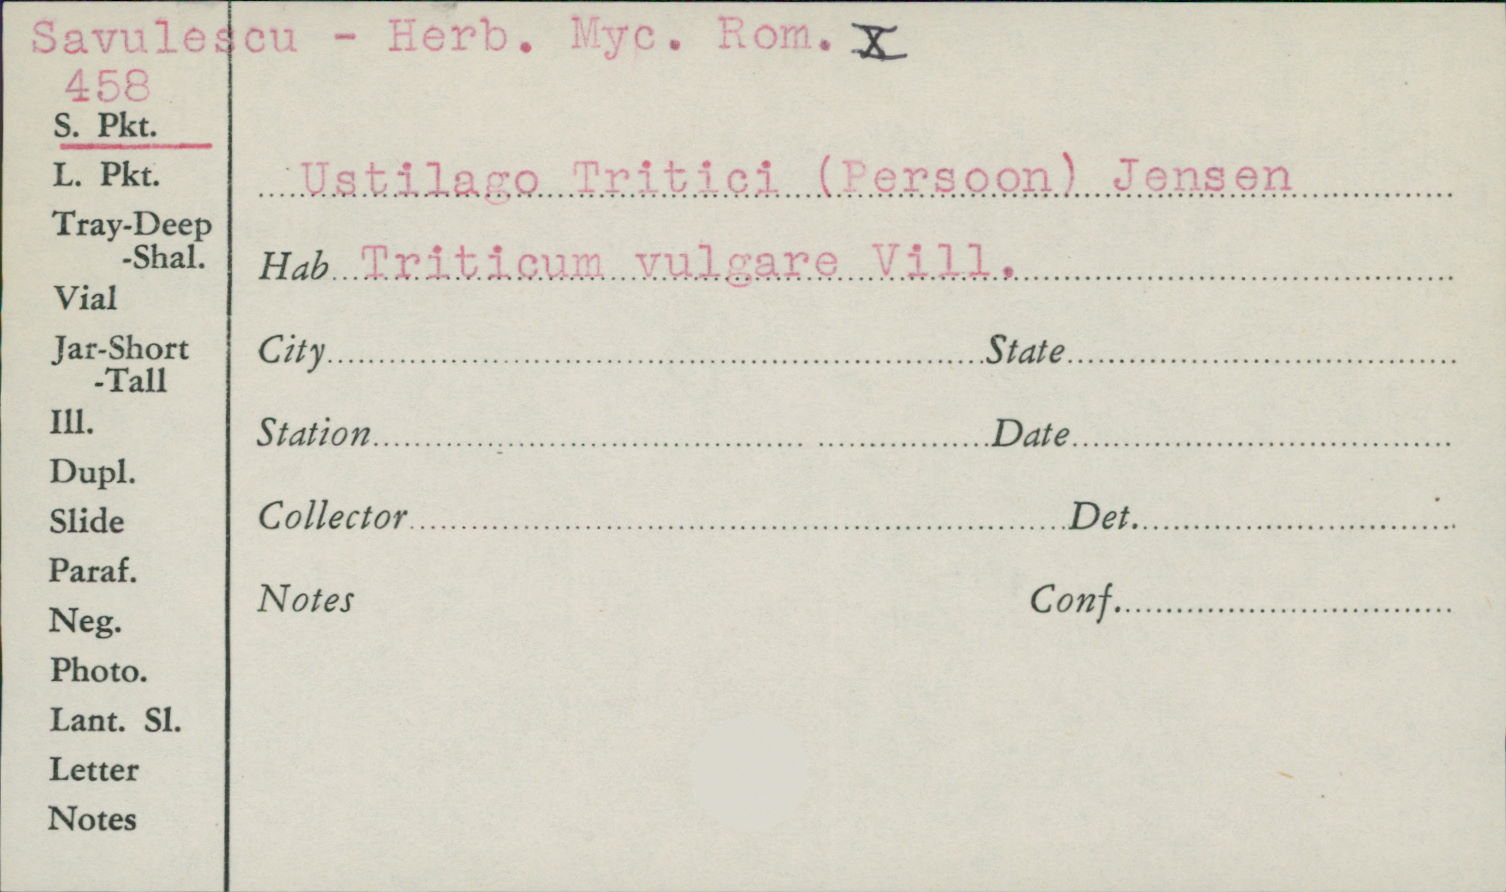 Savulescu - Herb. Myc. Rom. X
458
S. Pkt.
L. Pkt.
Tray-Deep
-Shal.
Vial
Jar-Short
-Tall
Ill.
Dupl.
Slide
Paraf.
Neg.
Photo.
Lant. Sl.
Letter
Notes
Ustilago Tritici (Persoon) Jensen
Hab Triticum vulgare Vill.
City State
Station Date
Collector Det.
Notes Conf.